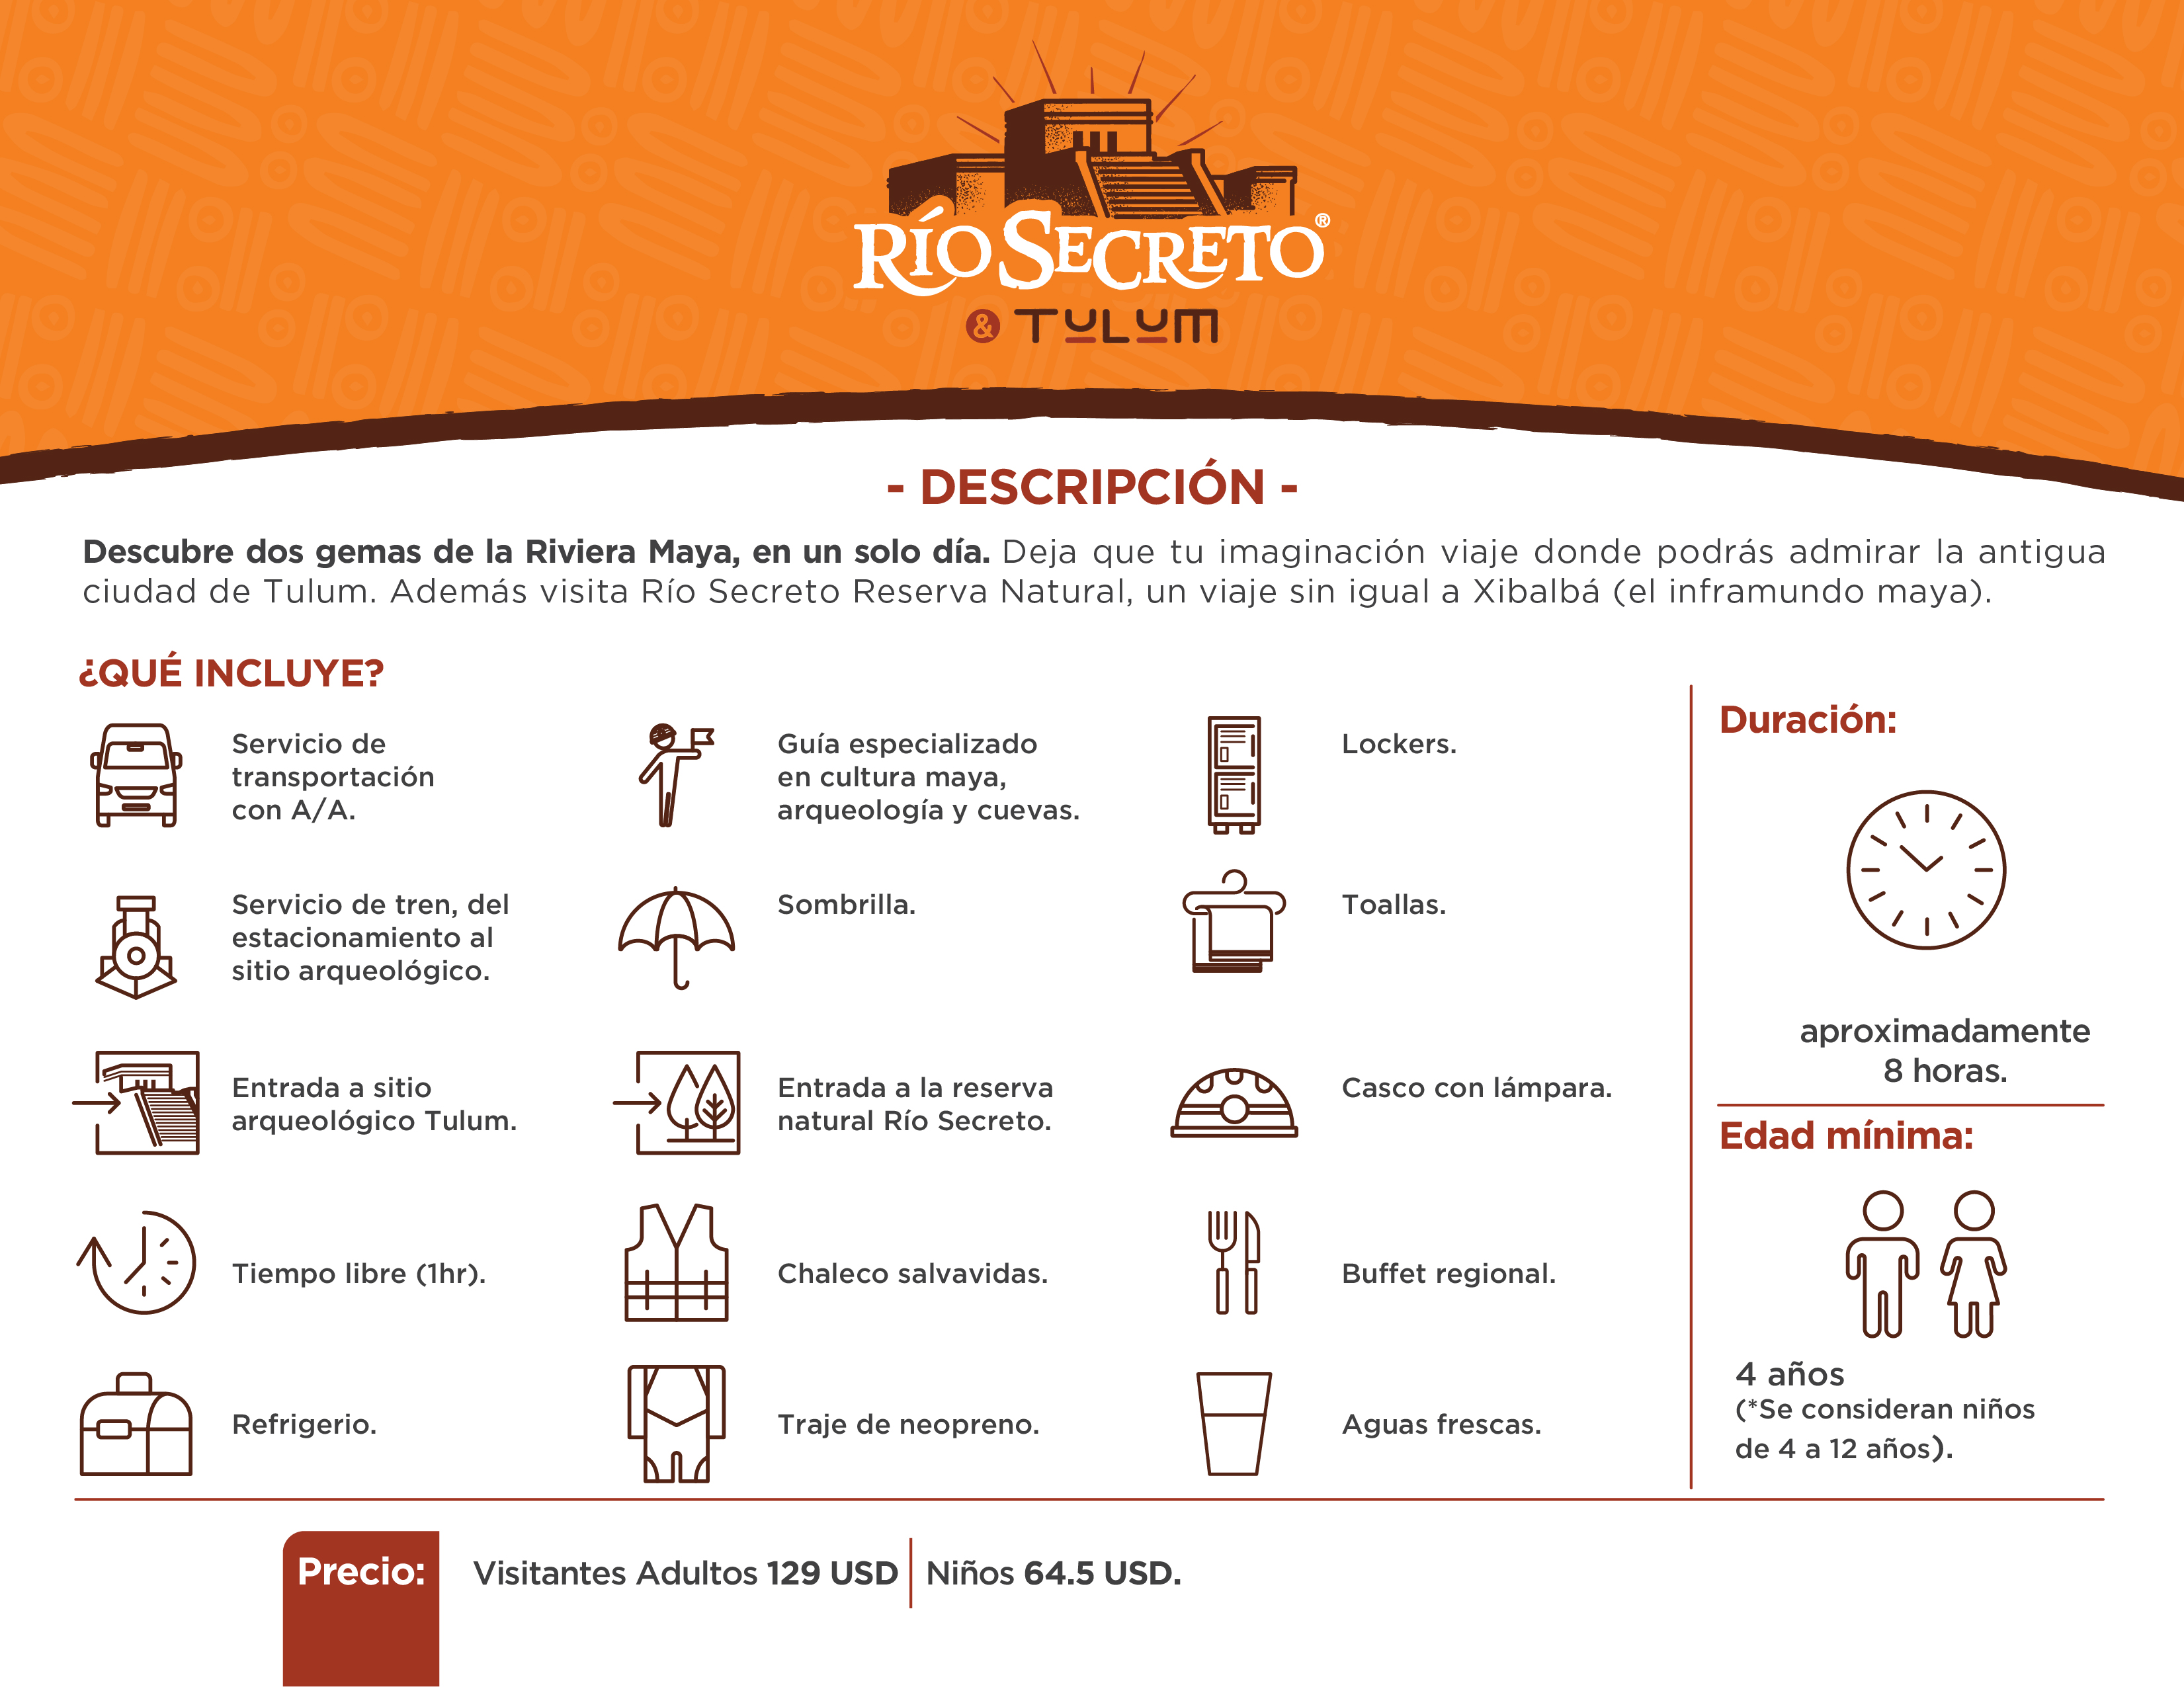 RÍO SECRETO®
& TULUM
- DESCRIPCIÓN -
Descubre dos gemas de la Riviera Maya, en un solo día. Deja que tu imaginación viaje donde podrás admirar la antigua
ciudad de Tulum. Además visita Río Secreto Reserva Natural, un viaje sin igual a Xibalbá (el inframundo maya).
¿QUÉ INCLUYE?
Servicio de
transportación
con A/A.
Guía especializado
en cultura maya,
arqueología y cuevas.
Lockers.
Servicio de tren, del
estacionamiento al
sitio arqueológico.
Sombrilla.
Toallas.
Entrada a sitio
arqueológico Tulum.
Entrada a la reserva
natural Río Secreto.
Casco con lámpara.
Tiempo libre (1hr).
Chaleco salvavidas.
Buffet regional.
Refrigerio.
Traje de neopreno.
Aguas frescas.
Duración:
aproximadamente
8 horas.
Edad mínima:
4 años
(*Se consideran niños
de 4 a 12 años).
Precio:
Visitantes Adultos 129 USD
Niños 64.5 USD.